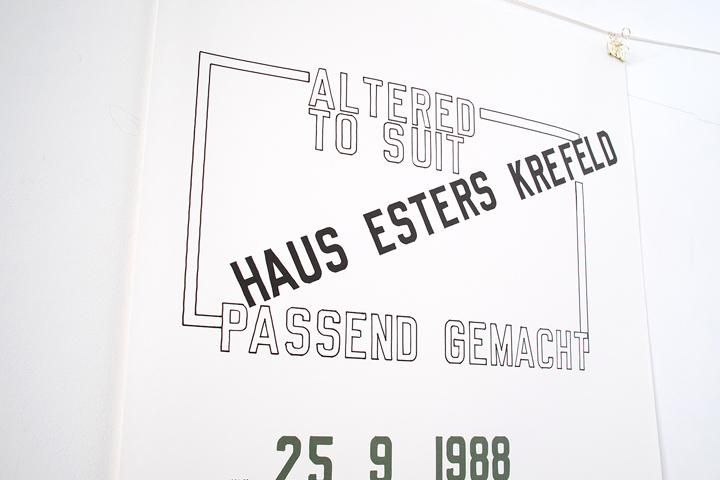 ALTERED
TO SUIT
HAUS ESTERS KREFELD
PASSEND GEMACHT
25 9 1988